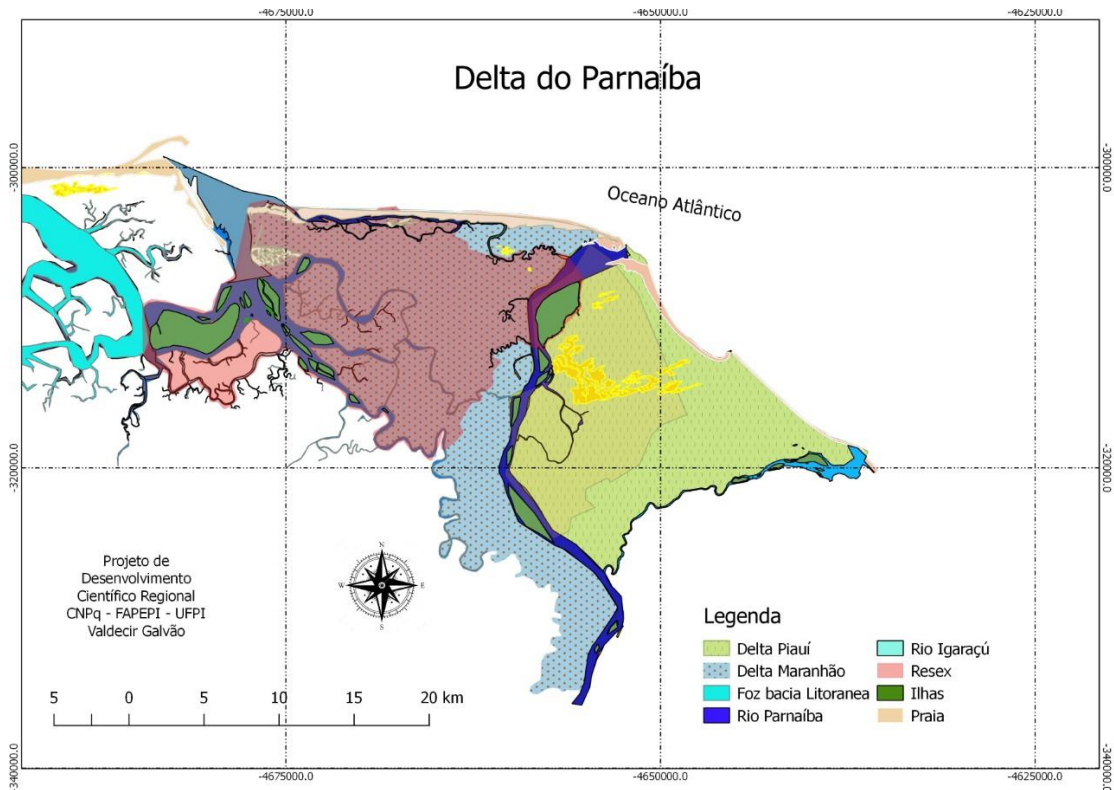 -4675000.0
-4650000.0
-4625000.0
Delta do Parnaíba
-300000.0
-300000.0
Oceano Atlântico
-320000.0
-320000.0
Projeto de
Desenvolvimento
Científico Regional
CNPq - FAPEPI - UFPI
Valdecir Galvão
N
W
E
S
5 0 5 10 15 20 km
Legenda
Delta Piauí
Delta Maranhão
Foz bacia Litoranea
Rio Parnaíba
Rio Igaraçú
Resex
Ilhas
Praia
-340000.0
-340000.0
-4675000.0
-4650000.0
-4625000.0